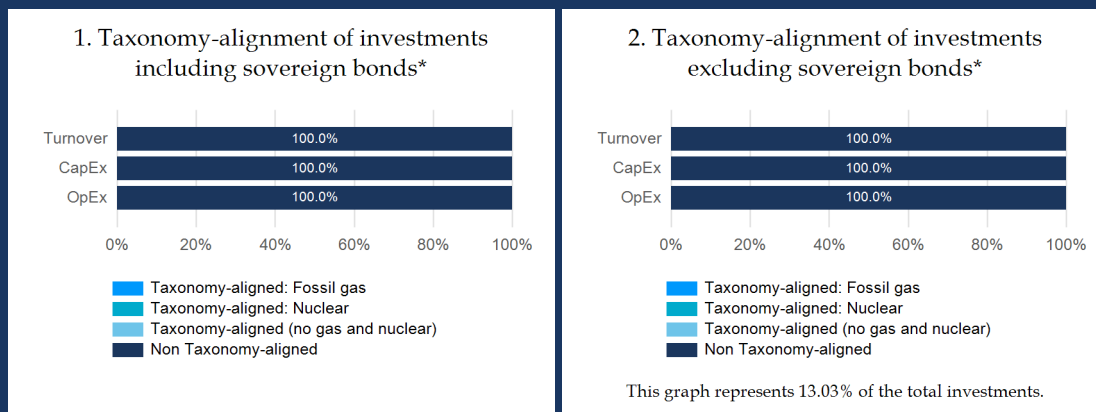 1. Taxonomy-alignment of investments
including sovereign bonds*
Turnover 100.0%
CapEx 100.0%
OpEx 100.0%
0% 20% 40% 60% 80% 100%
Taxonomy-aligned: Fossil gas
Taxonomy-aligned: Nuclear
Taxonomy-aligned (no gas and nuclear)
Non Taxonomy-aligned
2. Taxonomy-alignment of investments
excluding sovereign bonds*
Turnover 100.0%
CapEx 100.0%
OpEx 100.0%
0% 20% 40% 60% 80% 100%
Taxonomy-aligned: Fossil gas
Taxonomy-aligned: Nuclear
Taxonomy-aligned (no gas and nuclear)
Non Taxonomy-aligned
This graph represents 13.03% of the total investments.